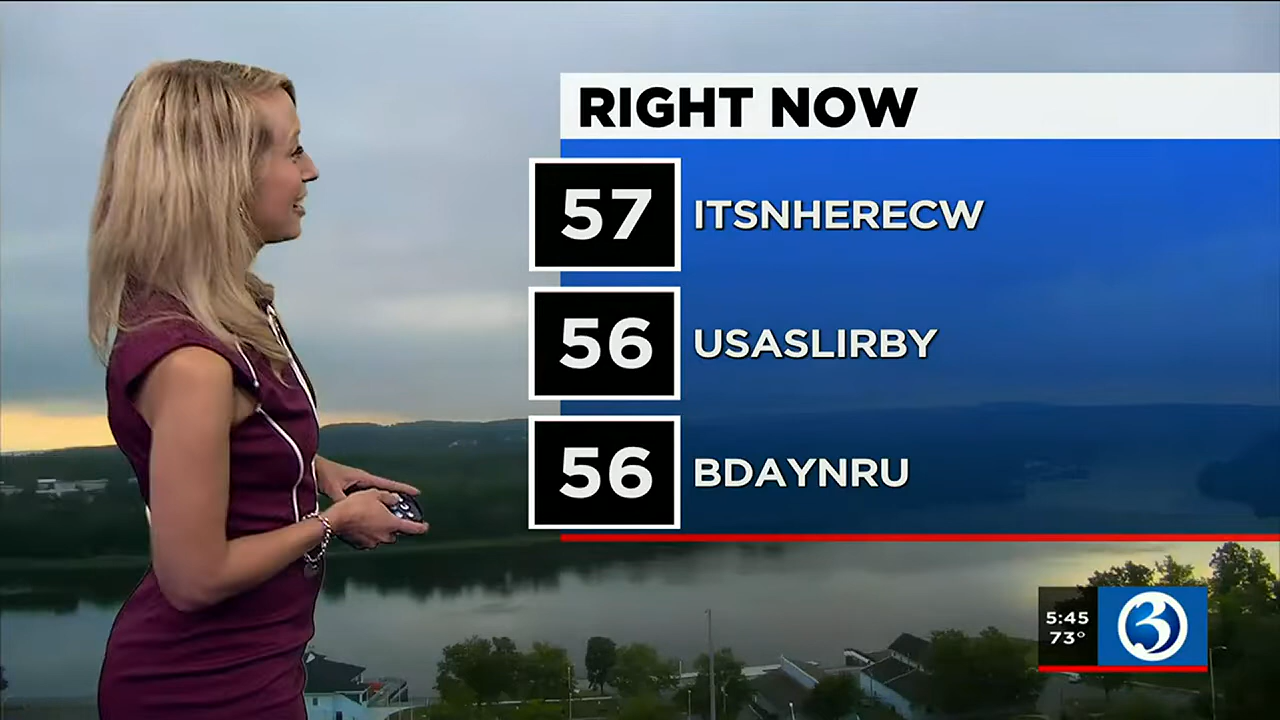 RIGHT NOW
57 ITSNHERECW
56 USASLIRBY
56 BDAYNRU
5:45
73°
3